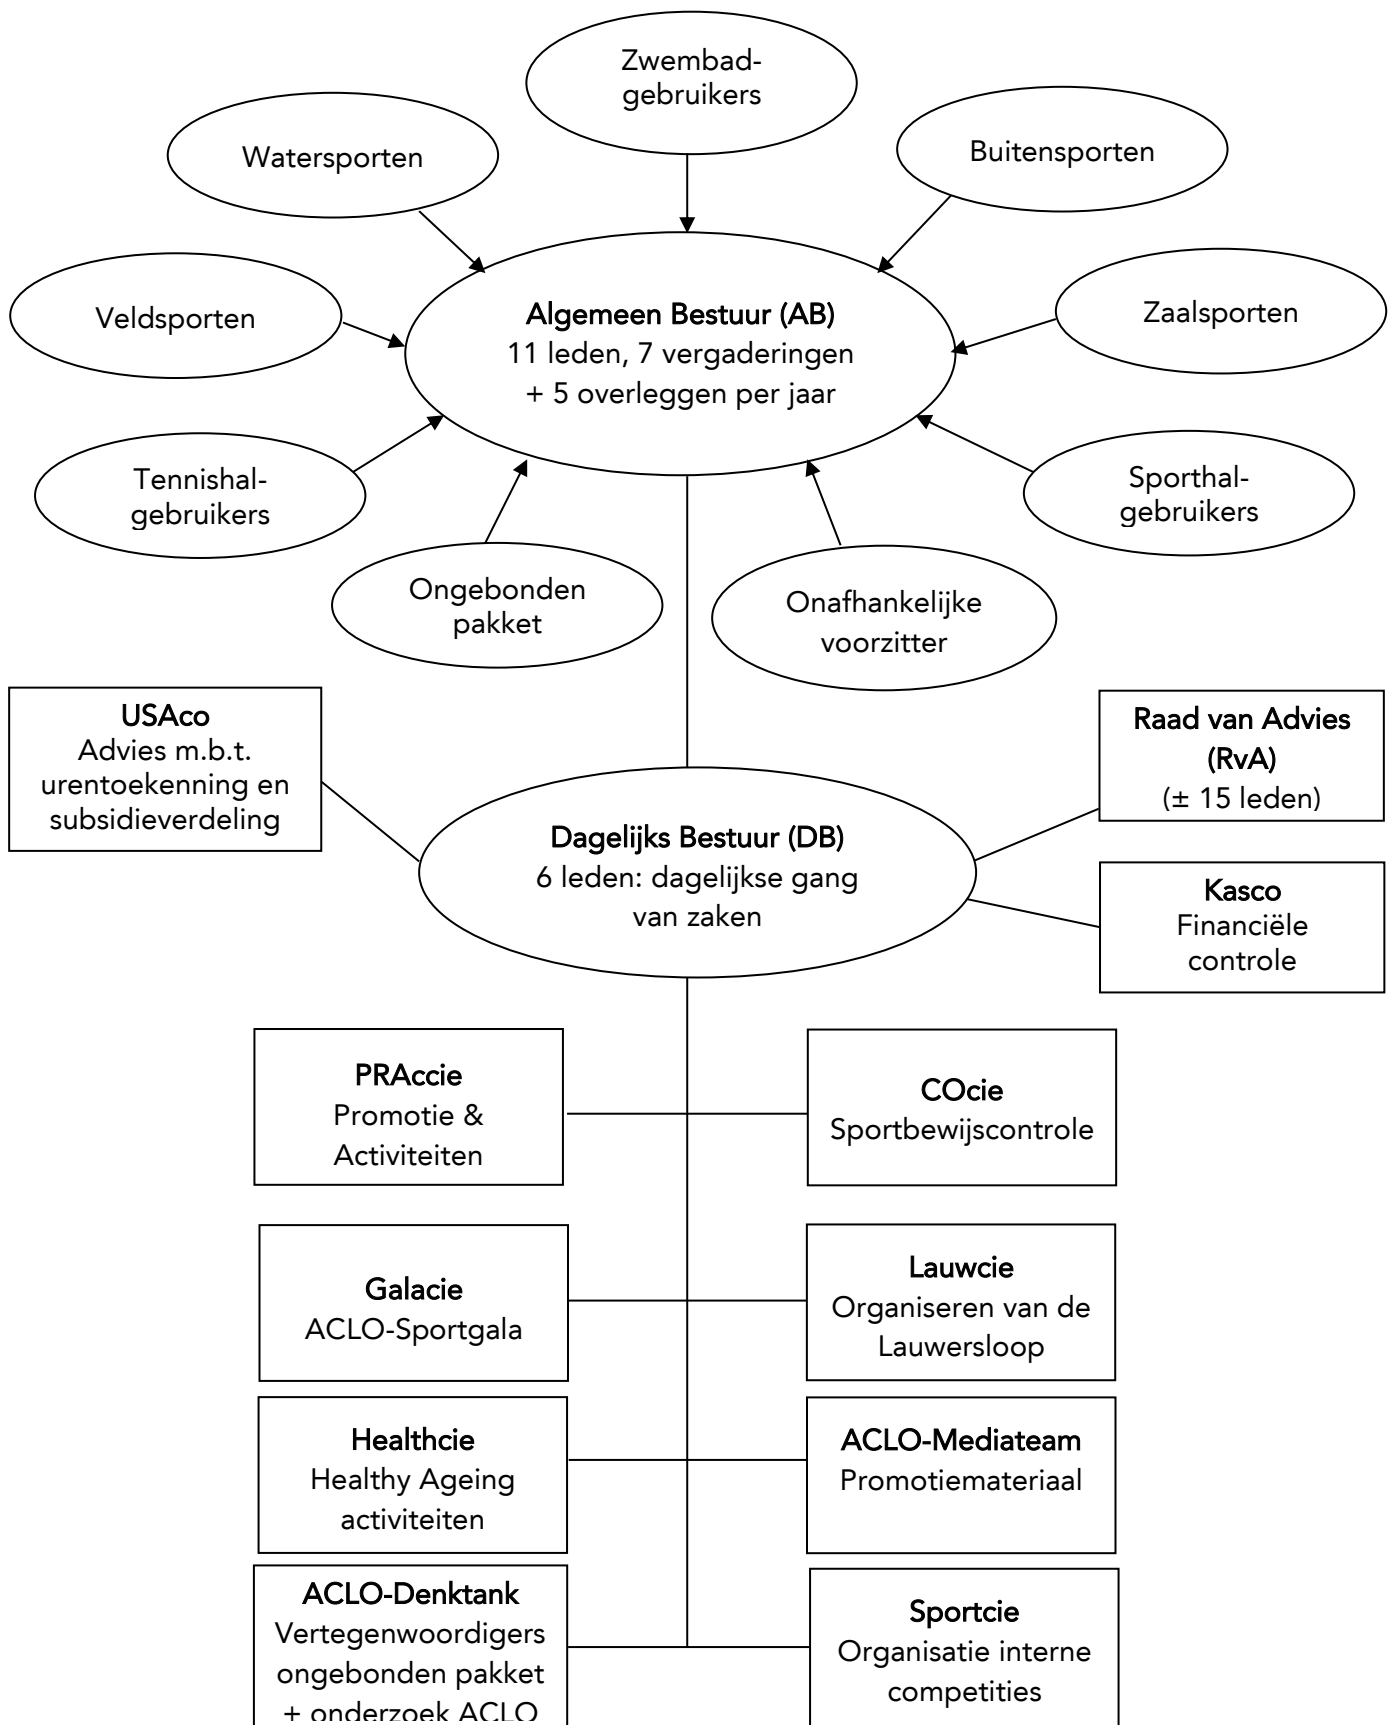 Zwembad-
gebruikers
Watersporten
Buitensporten
Veldsporten
Algemeen Bestuur (AB)
11 leden, 7 vergaderingen
+ 5 overleggen per jaar
Zaalsporten
Tennishal-
gebruikers
Sporthal-
gebruikers
Ongebonden
pakket
Onafhankelijke
voorzitter
USAco
Advies m.b.t.
urentoekenning en
subsidieverdeling
Raad van Advies
(RvA)
(± 15 leden)
Dagelijks Bestuur (DB)
6 leden: dagelijkse gang
van zaken
Kasco
Financiële
controle
PRAccie
Promotie &
Activiteiten
COcie
Sportbewijscontrole
Galacie
ACLO-Sportgala
Lauwcie
Organiseren van de
Lauwersloop
Healthcie
Healthy Ageing
activiteiten
ACLO-Mediateam
Promotiemateriaal
ACLO-Denktank
Vertegenwoordigers
ongebonden pakket
+ onderzoek ACLO
Sportcie
Organisatie interne
competities